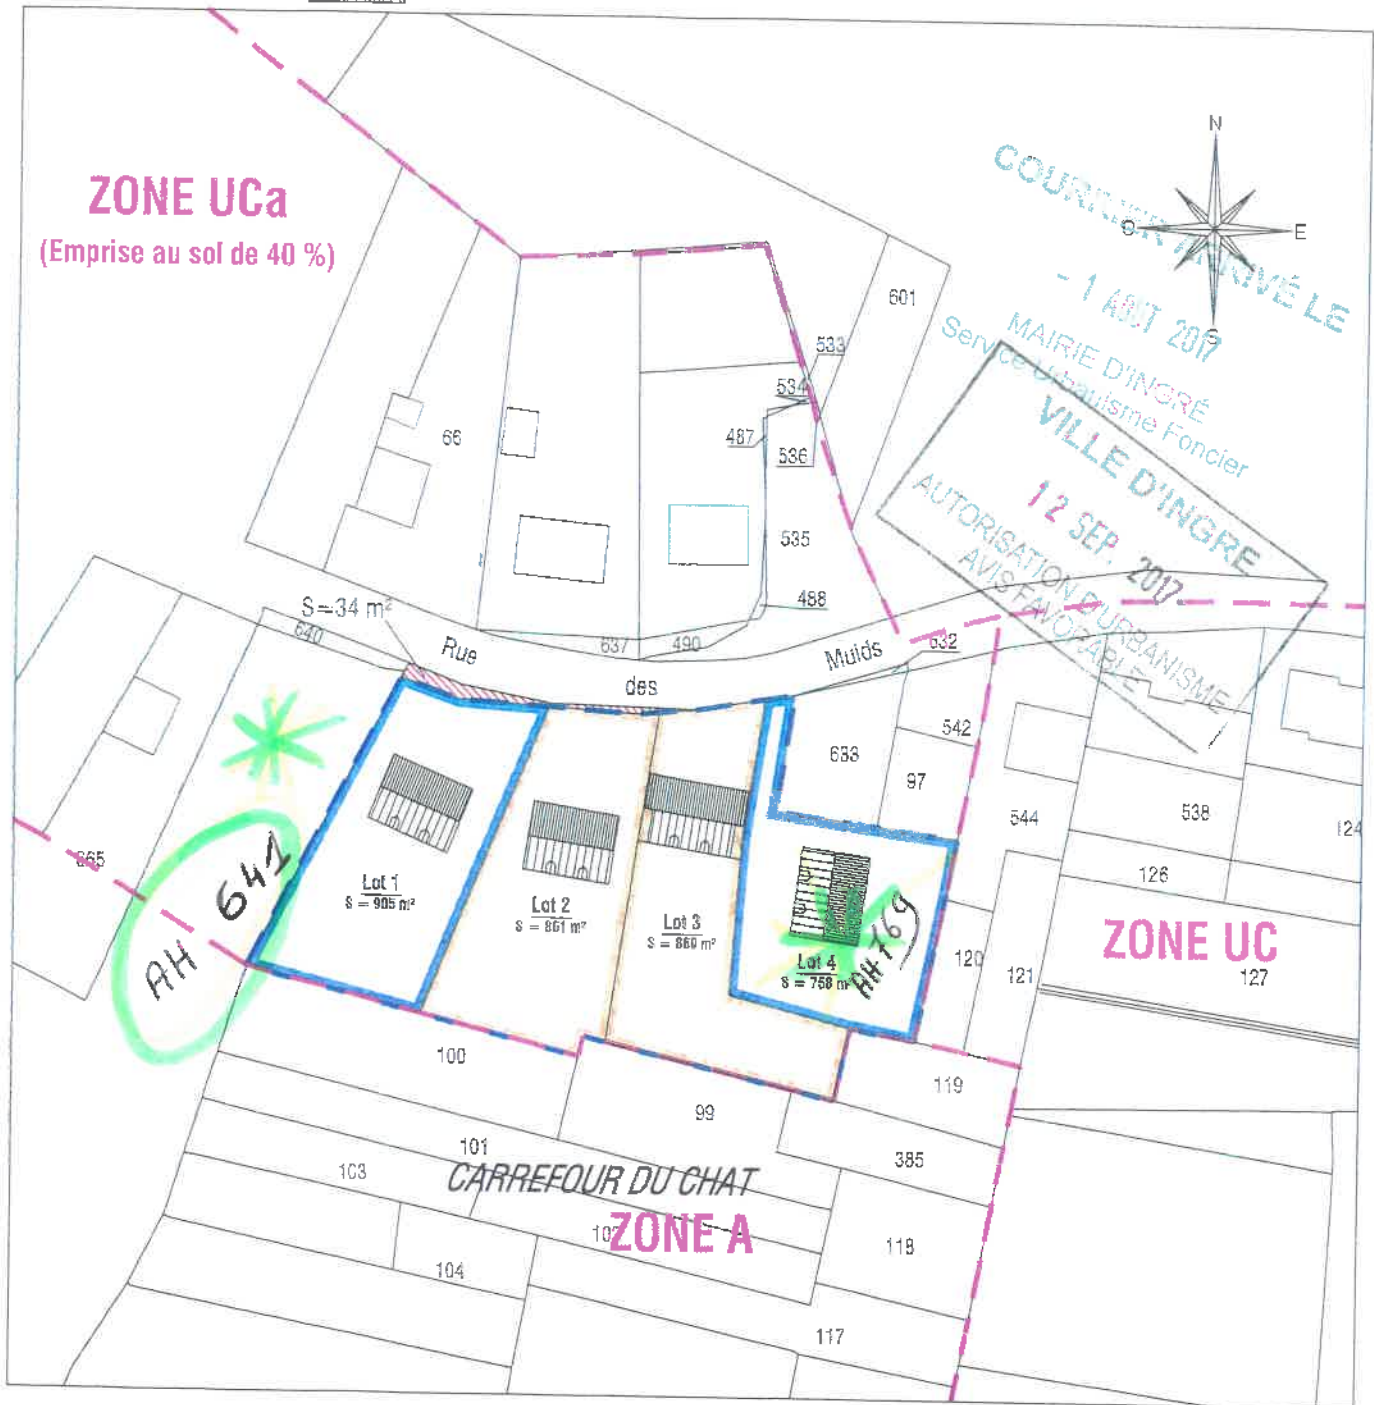 ZONE UCa
(Emprise au sol de 40 %)
N
O
E
S
COURRIER ARRIVÉ LE
- 1 AOUT 2017
MAIRIE D'INGRÉ
Service Urbanisme Foncier
VILLE D'INGRE
12 SEP. 2017
AUTORISATION D'URBANISME
AVIS FAVORABLE
601
533
534
487
536
66
535
488
S=34 m²
640
637
490
Rue
des
Muids
632
542
633
97
544
538
124
126
665
AH 641
Lot 1
S = 905 m²
Lot 2
S = 861 m²
Lot 3
S = 860 m²
Lot 4
S = 758 m²
AH 769
120
121
ZONE UC
127
100
99
119
101
103
CARREFOUR DU CHAT
385
ZONE A
118
104
117